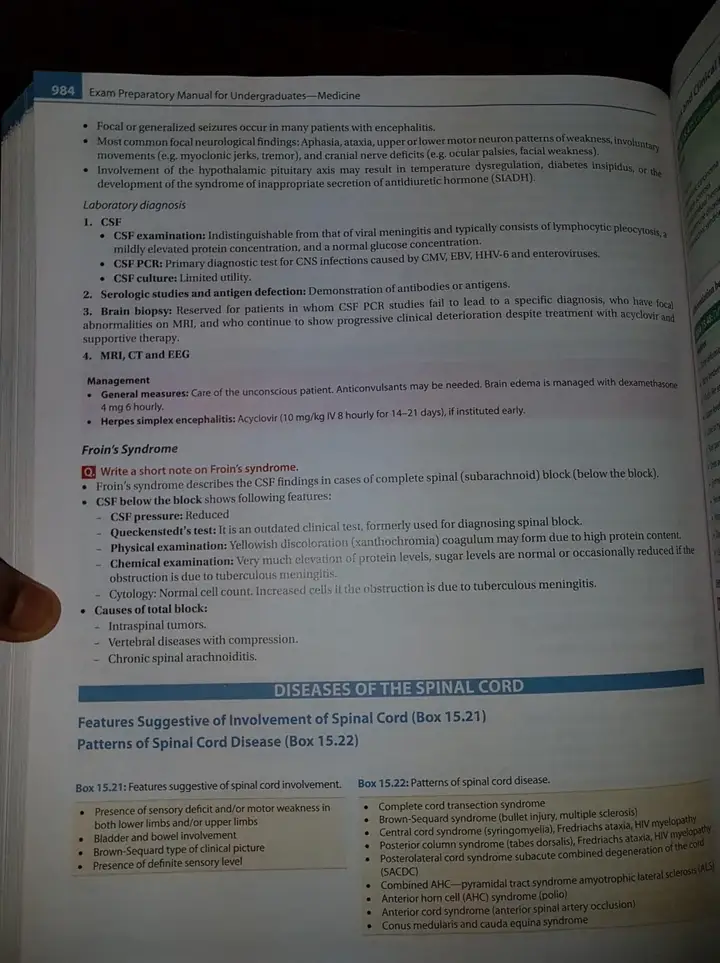 984 Exam Preparatory Manual for Undergraduates—Medicine
• Focal or generalized seizures occur in many patients with encephalitis.
• Most common focal neurological findings: Aphasia, ataxia, upper or lower motor neuron patterns of weakness, involuntary
movements (e.g. myoclonic jerks, tremor), and cranial nerve deficits (e.g. ocular palsies, facial weakness).
• Involvement of the hypothalamic pituitary axis may result in temperature dysregulation, diabetes insipidus, or the
development of the syndrome of inappropriate secretion of antidiuretic hormone (SIADH).
Laboratory diagnosis
1. CSF
• CSF examination: Indistinguishable from that of viral meningitis and typically consists of lymphocytic pleocytosis, a
mildly elevated protein concentration, and a normal glucose concentration.
• CSF PCR: Primary diagnostic test for CNS infections caused by CMV, EBV, HHV-6 and enteroviruses.
• CSF culture: Limited utility.
2. Serologic studies and antigen defection: Demonstration of antibodies or antigens.
3. Brain biopsy: Reserved for patients in whom CSF PCR studies fail to lead to a specific diagnosis, who have focal
abnormalities on MRI, and who continue to show progressive clinical deterioration despite treatment with acyclovir and
supportive therapy.
4. MRI, CT and EEG
Management
• General measures: Care of the unconscious patient. Anticonvulsants may be needed. Brain edema is managed with dexamethasone
4 mg 6 hourly.
• Herpes simplex encephalitis: Acyclovir (10 mg/kg IV 8 hourly for 14–21 days), if instituted early.
Froin's Syndrome
Q. Write a short note on Froin's syndrome.
• Froin's syndrome describes the CSF findings in cases of complete spinal (subarachnoid) block (below the block).
• CSF below the block shows following features:
– CSF pressure: Reduced
– Queckenstedt's test: It is an outdated clinical test, formerly used for diagnosing spinal block.
– Physical examination: Yellowish discoloration (xanthochromia) coagulum may form due to high protein content.
– Chemical examination: Very much elevation of protein levels, sugar levels are normal or occasionally reduced if the
obstruction is due to tuberculous meningitis.
– Cytology: Normal cell count. Increased cells if the obstruction is due to tuberculous meningitis.
• Causes of total block:
– Intraspinal tumors.
– Vertebral diseases with compression.
– Chronic spinal arachnoiditis.
DISEASES OF THE SPINAL CORD
Features Suggestive of Involvement of Spinal Cord (Box 15.21)
Patterns of Spinal Cord Disease (Box 15.22)
Box 15.21: Features suggestive of spinal cord involvement.
• Presence of sensory deficit and/or motor weakness in
both lower limbs and/or upper limbs
• Bladder and bowel involvement
• Brown-Sequard type of clinical picture
• Presence of definite sensory level
Box 15.22: Patterns of spinal cord disease.
• Complete cord transection syndrome
• Brown-Sequard syndrome (bullet injury, multiple sclerosis)
• Central cord syndrome (syringomyelia), Fredriachs ataxia, HIV myelopathy
• Posterior column syndrome (tabes dorsalis), Fredriachs ataxia, HIV myelopathy
• Posterolateral cord syndrome subacute combined degeneration of the cord
(SACDC)
• Combined AHC—pyramidal tract syndrome amyotrophic lateral sclerosis (ALS)
• Anterior horn cell (AHC) syndrome (polio)
• Anterior cord syndrome (anterior spinal artery occlusion)
• Conus medularis and cauda equina syndrome